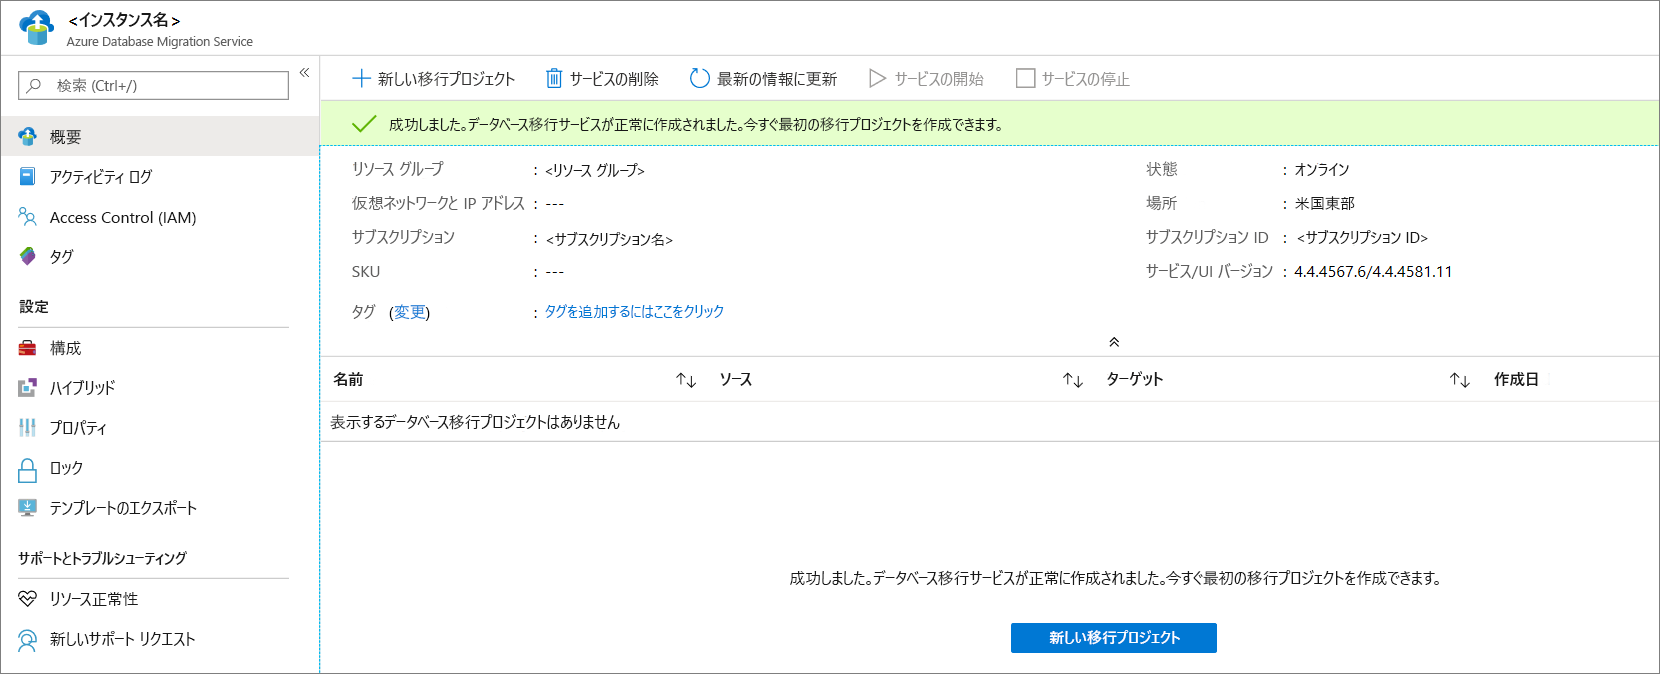 <インスタンス名>
Azure Database Migration Service
検索 (Ctrl+/)
概要
アクティビティ ログ
Access Control (IAM)
タグ
設定
構成
ハイブリッド
プロパティ
ロック
テンプレートのエクスポート
サポートとトラブルシューティング
リソース正常性
新しいサポート リクエスト
新しい移行プロジェクト サービスの削除 最新の情報に更新 サービスの開始 サービスの停止
成功しました。データベース移行サービスが正常に作成されました。今すぐ最初の移行プロジェクトを作成できます。
リソース グループ : <リソース グループ> 状態 : オンライン
仮想ネットワークと IP アドレス : --- 場所 : 米国東部
サブスクリプション : <サブスクリプション名> サブスクリプション ID : <サブスクリプション ID>
SKU : --- サービス/UI バージョン : 4.4.4567.6/4.4.4581.11
タグ (変更) : タグを追加するにはここをクリック
名前 ソース ターゲット 作成日
表示するデータベース移行プロジェクトはありません
成功しました。データベース移行サービスが正常に作成されました。今すぐ最初の移行プロジェクトを作成できます。
新しい移行プロジェクト